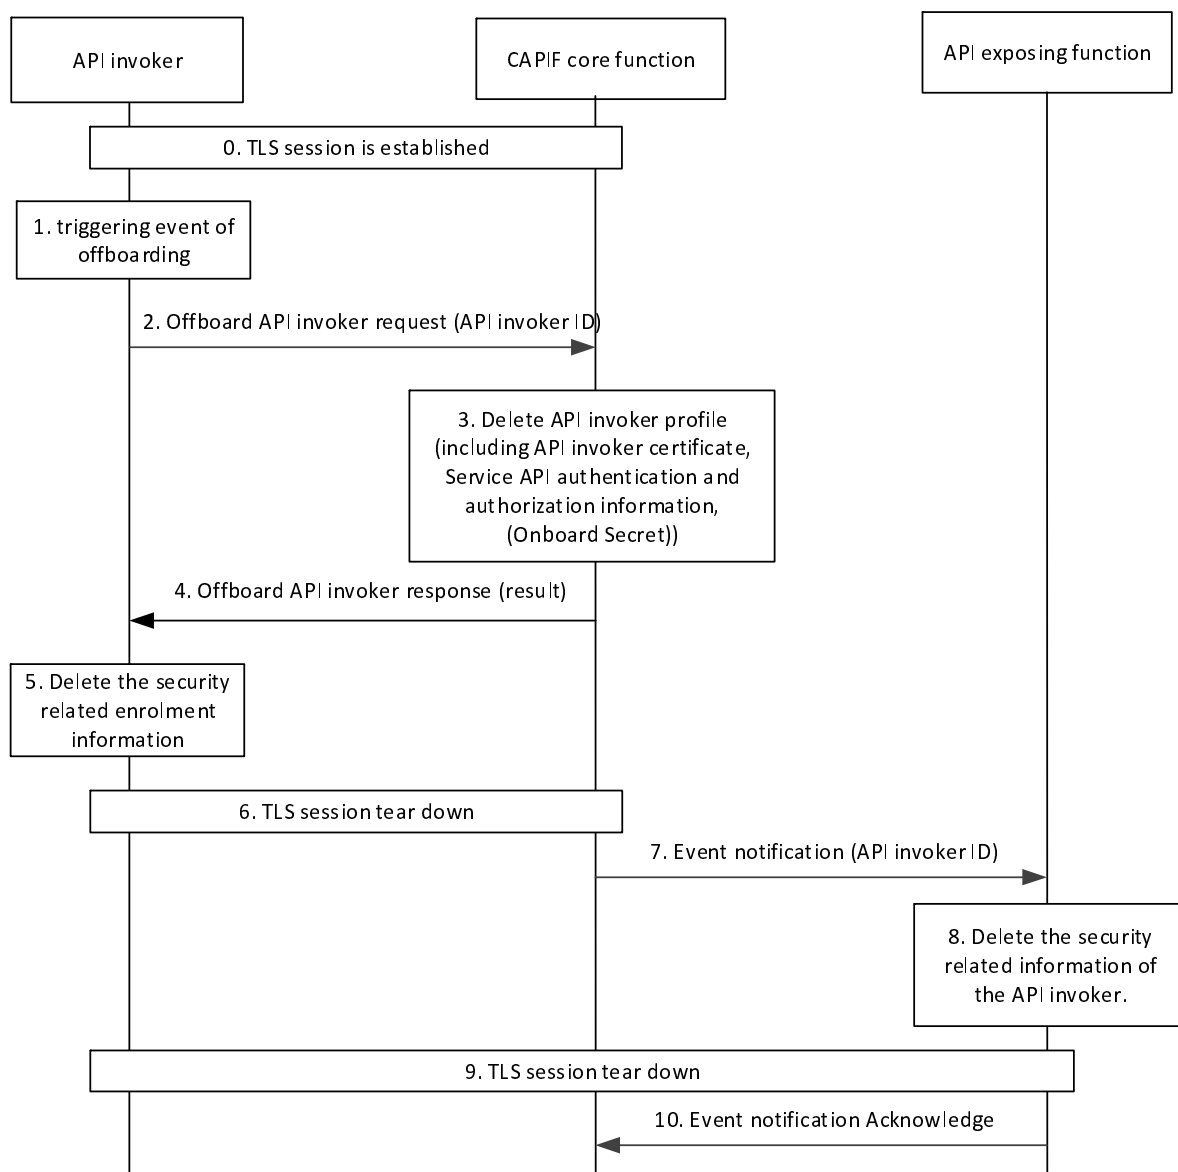 API invoker
CAPIF core function
API exposing function
0. TLS session is established
1. triggering event of
offboarding
2. Offboard API invoker request (API invoker ID)
3. Delete API invoker profile
(including API invoker certificate,
Service API authentication and
authorization information,
(Onboard Secret))
4. Offboard API invoker response (result)
5. Delete the security
related enrolment
information
6. TLS session tear down
7. Event notification (API invoker ID)
8. Delete the security
related information of
the API invoker.
9. TLS session tear down
10. Event notification Acknowledge